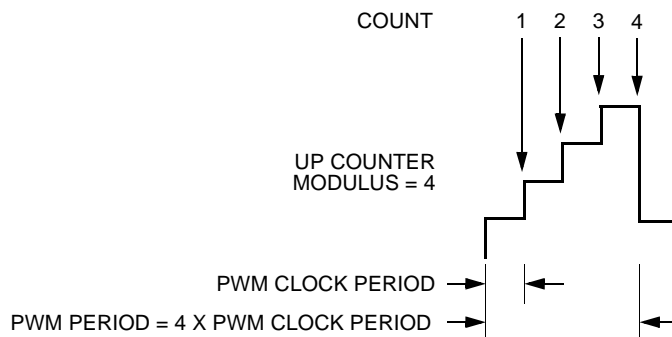 COUNT 1 2 3 4
UP COUNTER
MODULUS = 4
PWM CLOCK PERIOD
PWM PERIOD = 4 X PWM CLOCK PERIOD